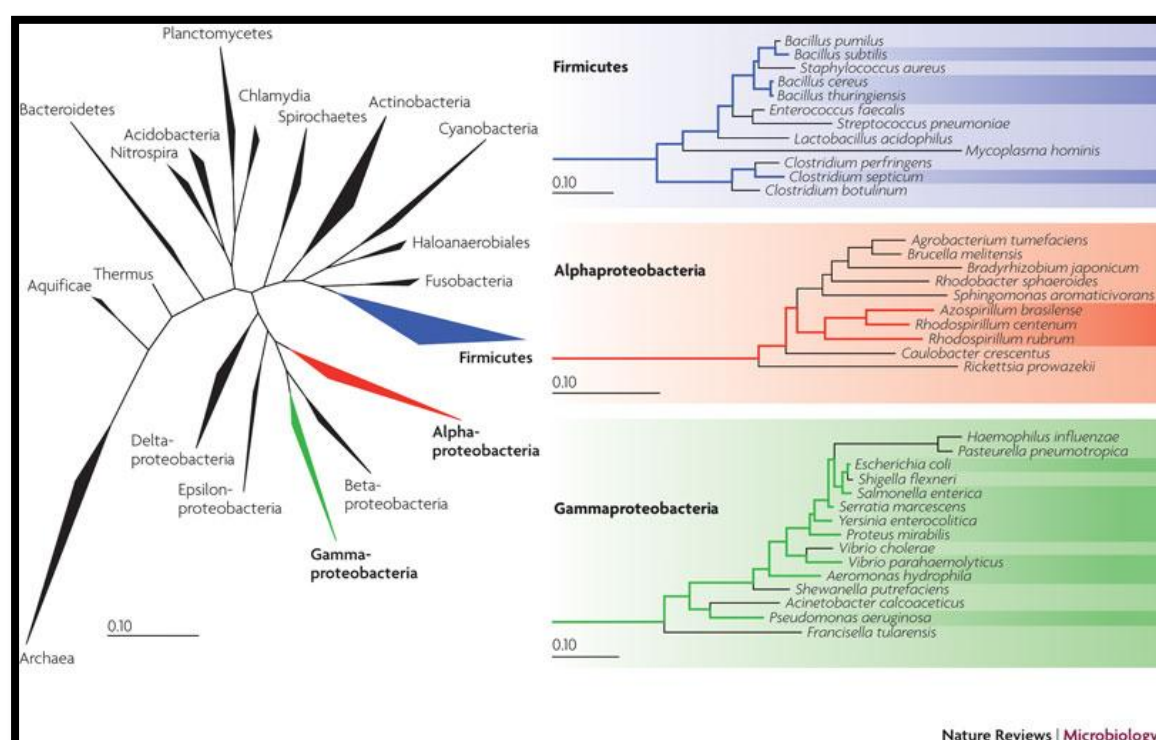 Planctomycetes
Chlamydia
Bacteroidetes
Spirochaetes
Actinobacteria
Acidobacteria
Cyanobacteria
Nitrospira
Haloanaerobiales
Thermus
Fusobacteria
Aquificae
Firmicutes
Alpha-
proteobacteria
Delta-
proteobacteria
Beta-
proteobacteria
Epsilon-
proteobacteria
Gamma-
proteobacteria
0.10
Archaea
Firmicutes
Bacillus pumilus
Bacillus subtilis
Staphylococcus aureus
Bacillus cereus
Bacillus thuringiensis
Enterococcus faecalis
Streptococcus pneumoniae
Lactobacillus acidophilus
Mycoplasma hominis
Clostridium perfringens
Clostridium septicum
Clostridium botulinum
0.10
Alphaproteobacteria
Agrobacterium tumefaciens
Brucella melitensis
Bradyrhizobium japonicum
Rhodobacter sphaeroides
Sphingomonas aromaticivorans
Azospirillum brasilense
Rhodospirillum centenum
Rhodospirillum rubrum
Caulobacter crescentus
Rickettsia prowazekii
0.10
Gammaproteobacteria
Haemophilus influenzae
Pasteurella pneumotropica
Escherichia coli
Shigella flexneri
Salmonella enterica
Serratia marcescens
Yersinia enterocolitica
Proteus mirabilis
Vibrio cholerae
Vibrio parahaemolyticus
Aeromonas hydrophila
Shewanella putrefaciens
Acinetobacter calcoaceticus
Pseudomonas aeruginosa
Francisella tularensis
0.10
Nature Reviews | Microbiology